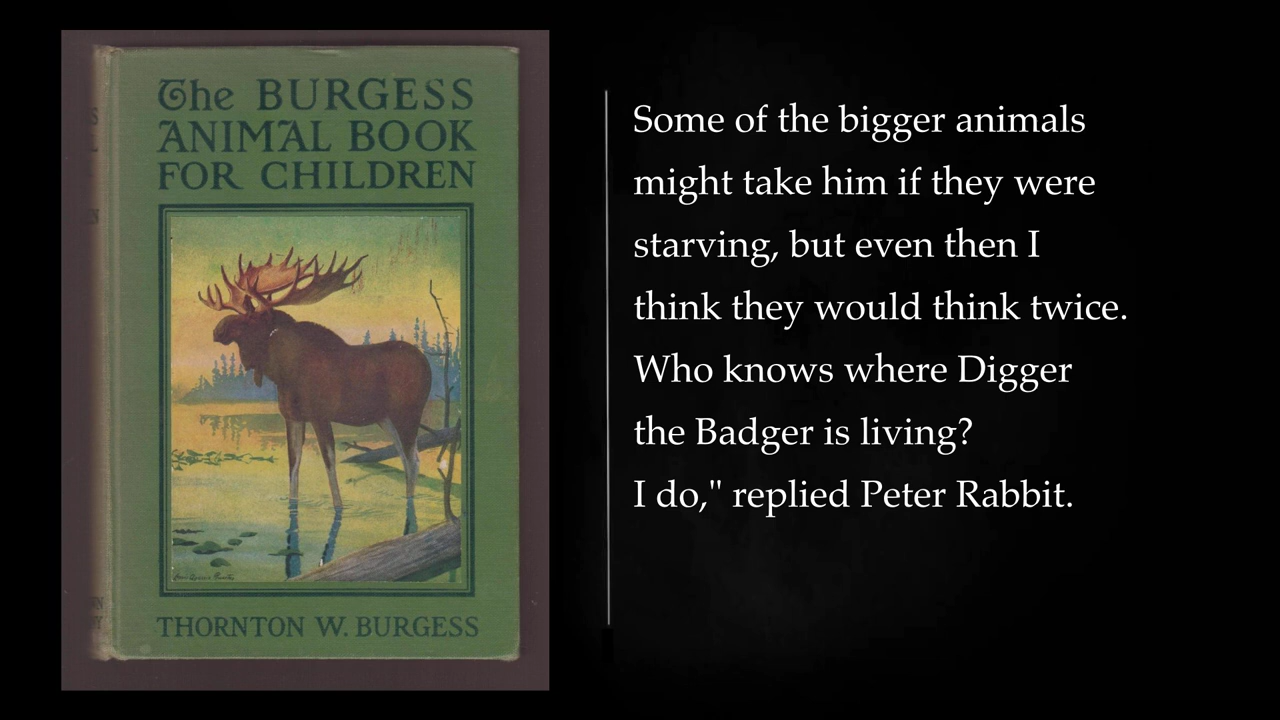 The BURGESS
ANIMAL BOOK
FOR CHILDREN
THORNTON W. BURGESS
Some of the bigger animals
might take him if they were
starving, but even then I
think they would think twice.
Who knows where Digger
the Badger is living?
I do," replied Peter Rabbit.